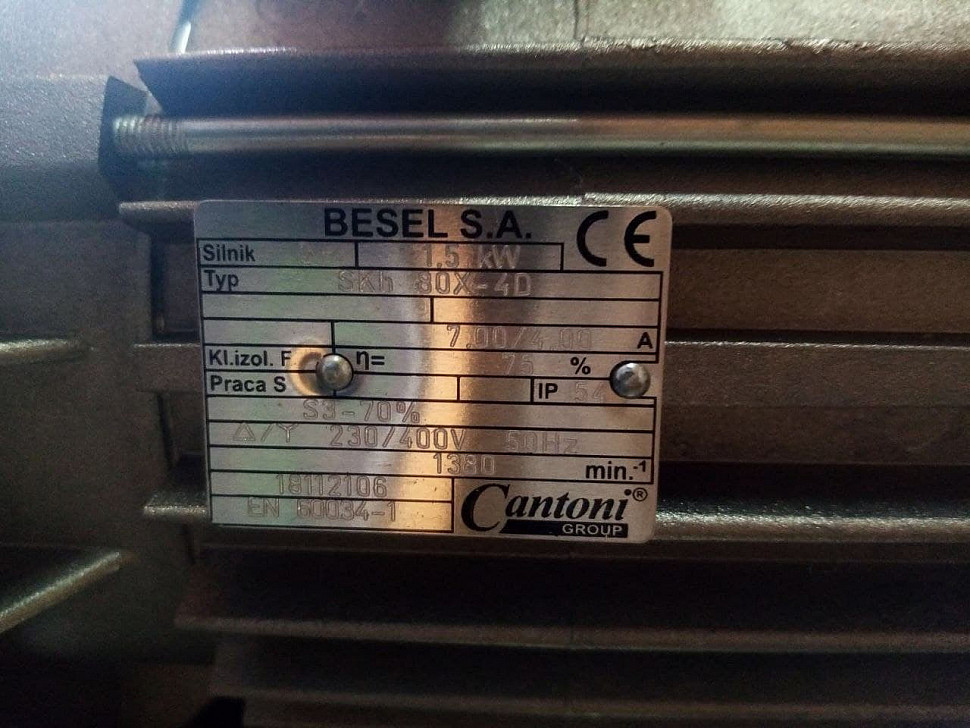 BESEL S.A. CE
Silnik 1,5 kW
Typ SKh 80X-4D
7.00/4.00 A
Kl.izol. F η= 75 %
Praca S IP 54
S3-70%
△/Y 230/400V 50Hz
1380 min.-1
18112106
EN 60034-1
Cantoni®
GROUP